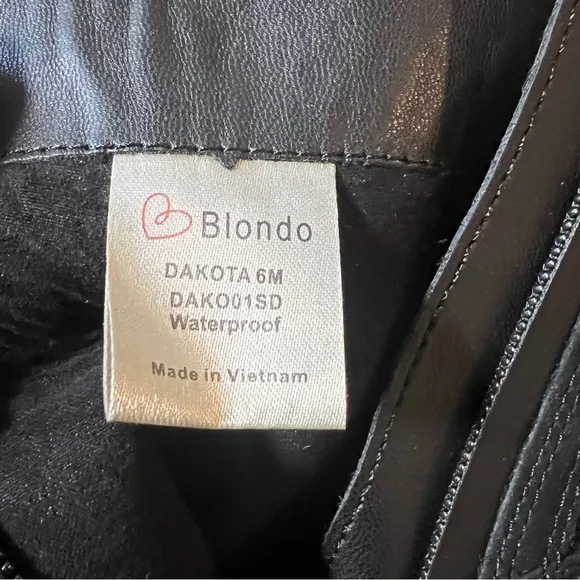 Blondo
DAKOTA 6M
DAKO01SD
Waterproof
Made in Vietnam